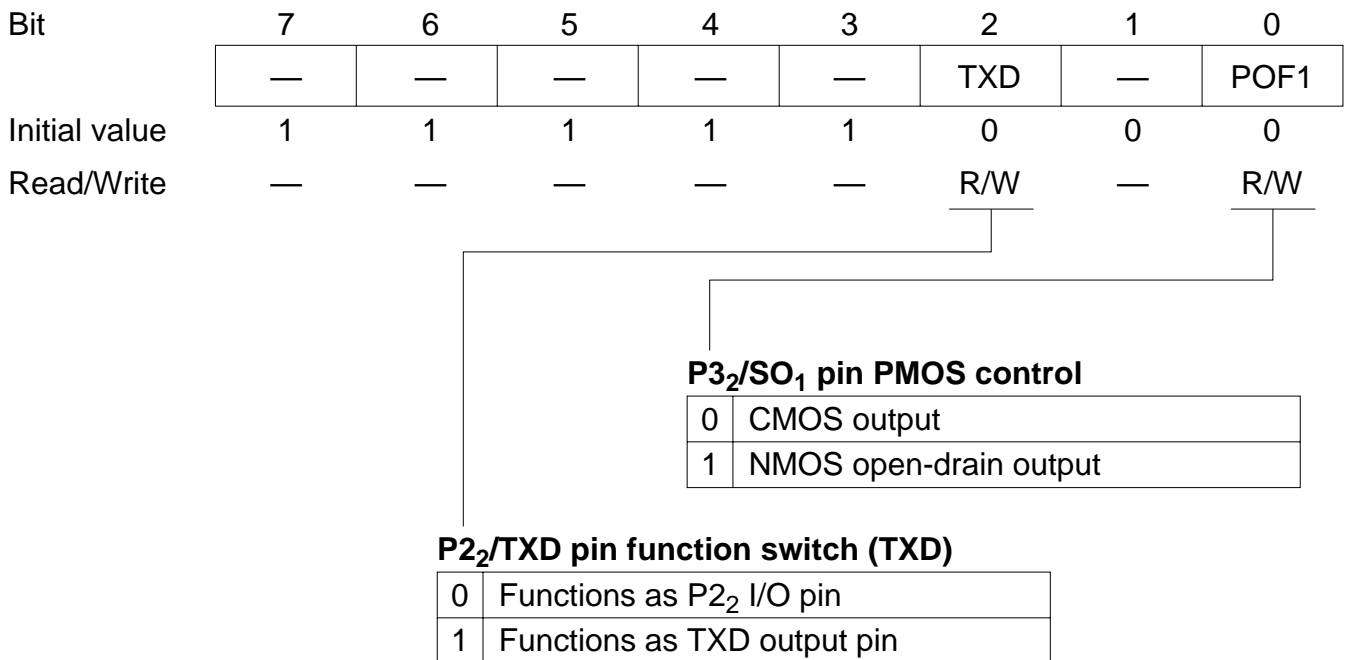 Bit 7 6 5 4 3 2 1 0
— — — — — TXD — POF1
Initial value 1 1 1 1 1 0 0 0
Read/Write — — — — — R/W — R/W
P3₂/SO₁ pin PMOS control
0 CMOS output
1 NMOS open-drain output
P2₂/TXD pin function switch (TXD)
0 Functions as P2₂ I/O pin
1 Functions as TXD output pin